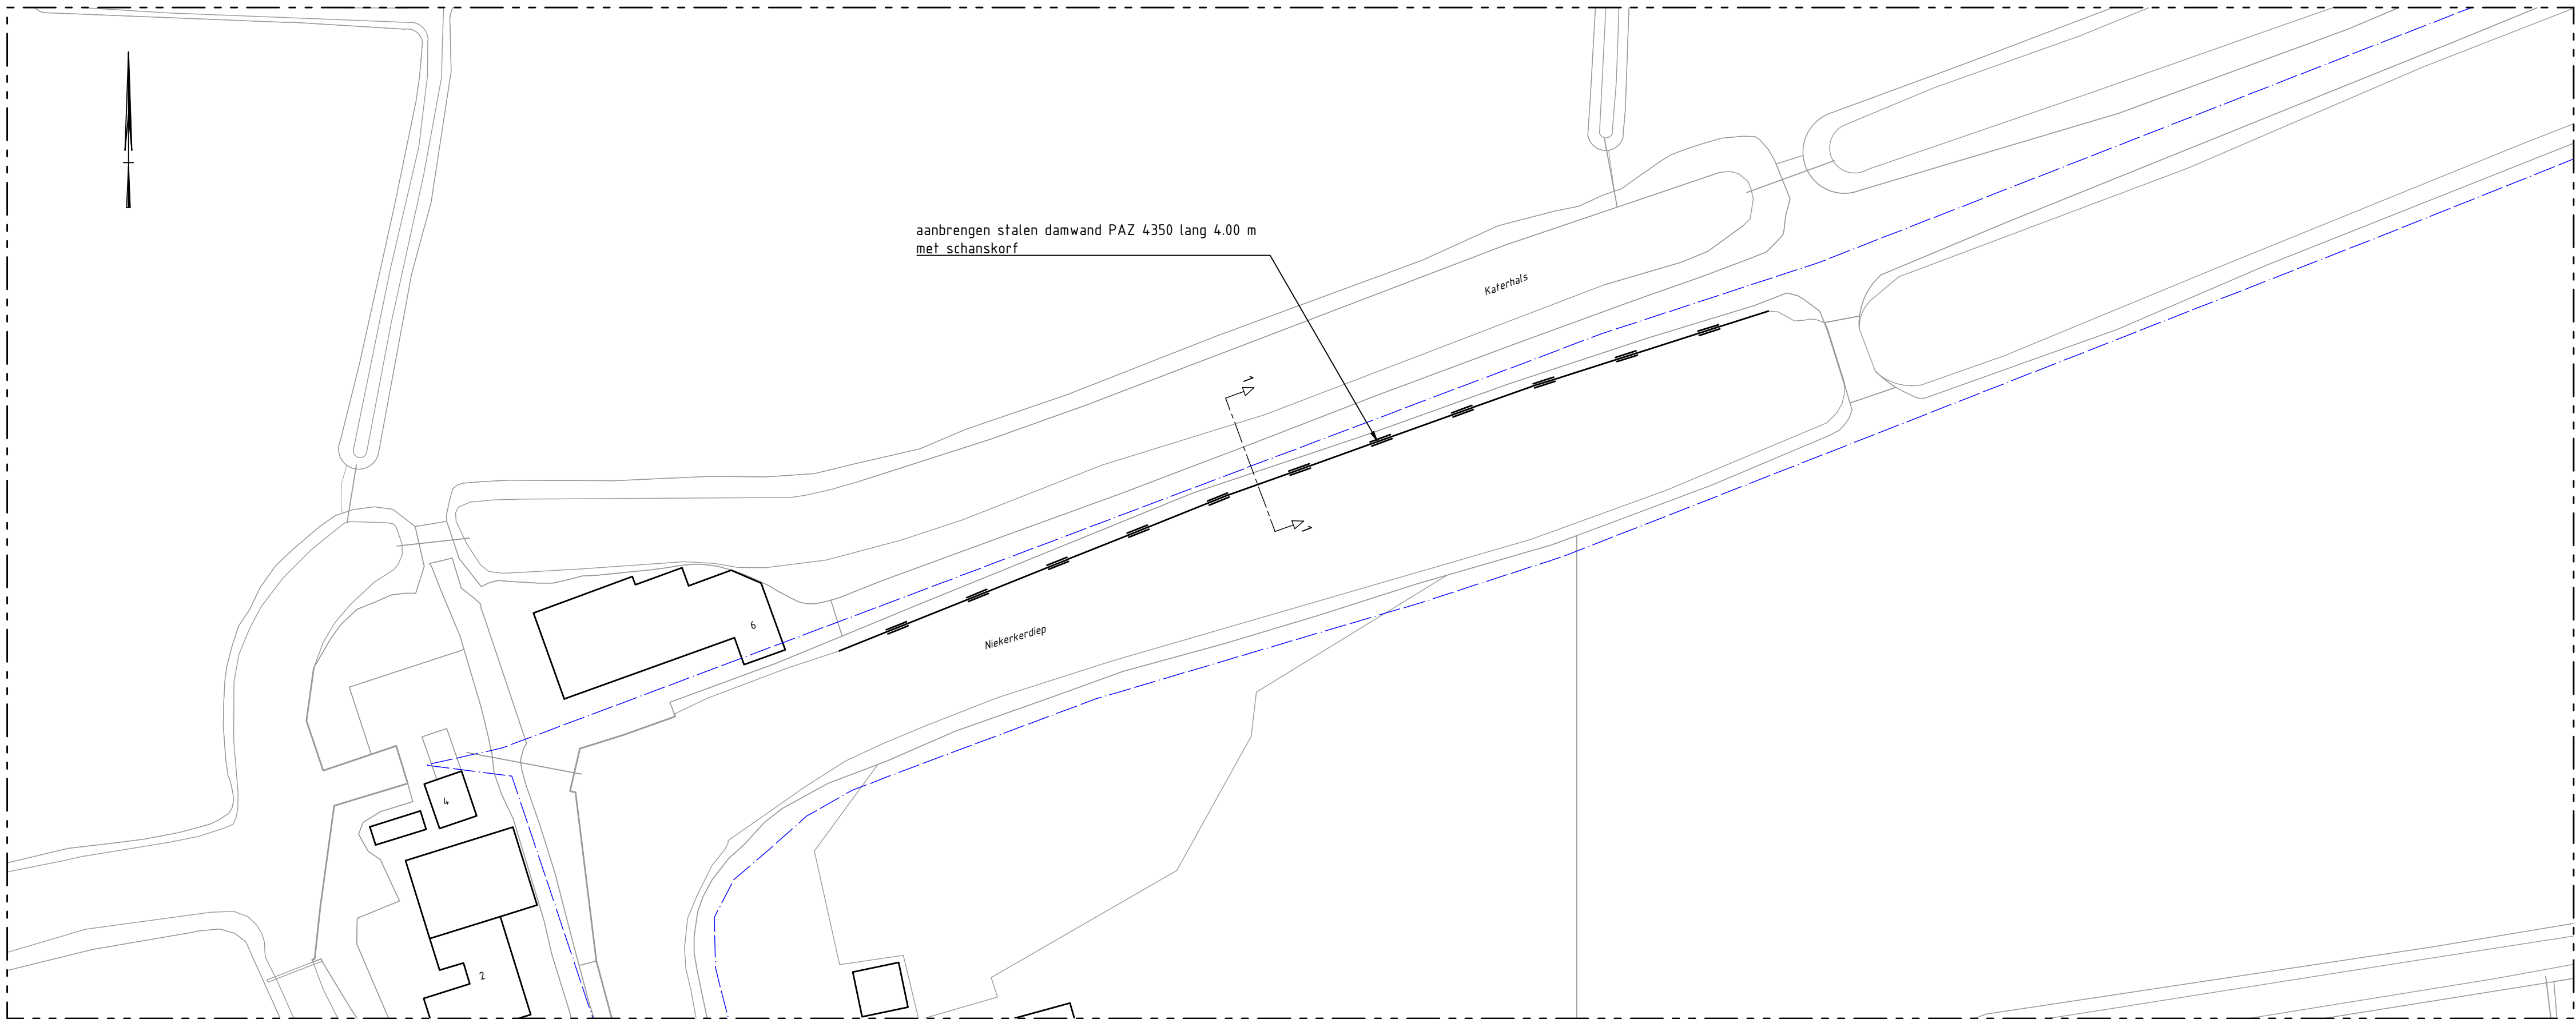 aanbrengen stalen damwand PAZ 4350 lang 4.00 m
met schanskorf
Katerhals
1
1
6
Niekerkerdiep
4
2